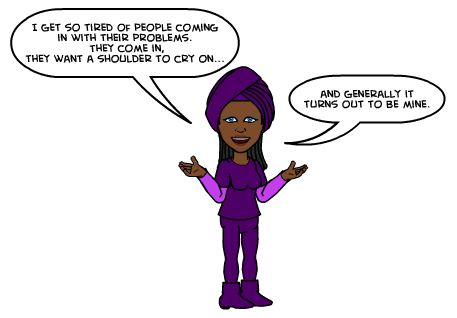 I GET SO TIRED OF PEOPLE COMING
IN WITH THEIR PROBLEMS.
THEY COME IN,
THEY WANT A SHOULDER TO CRY ON...
AND GENERALLY IT
TURNS OUT TO BE MINE.